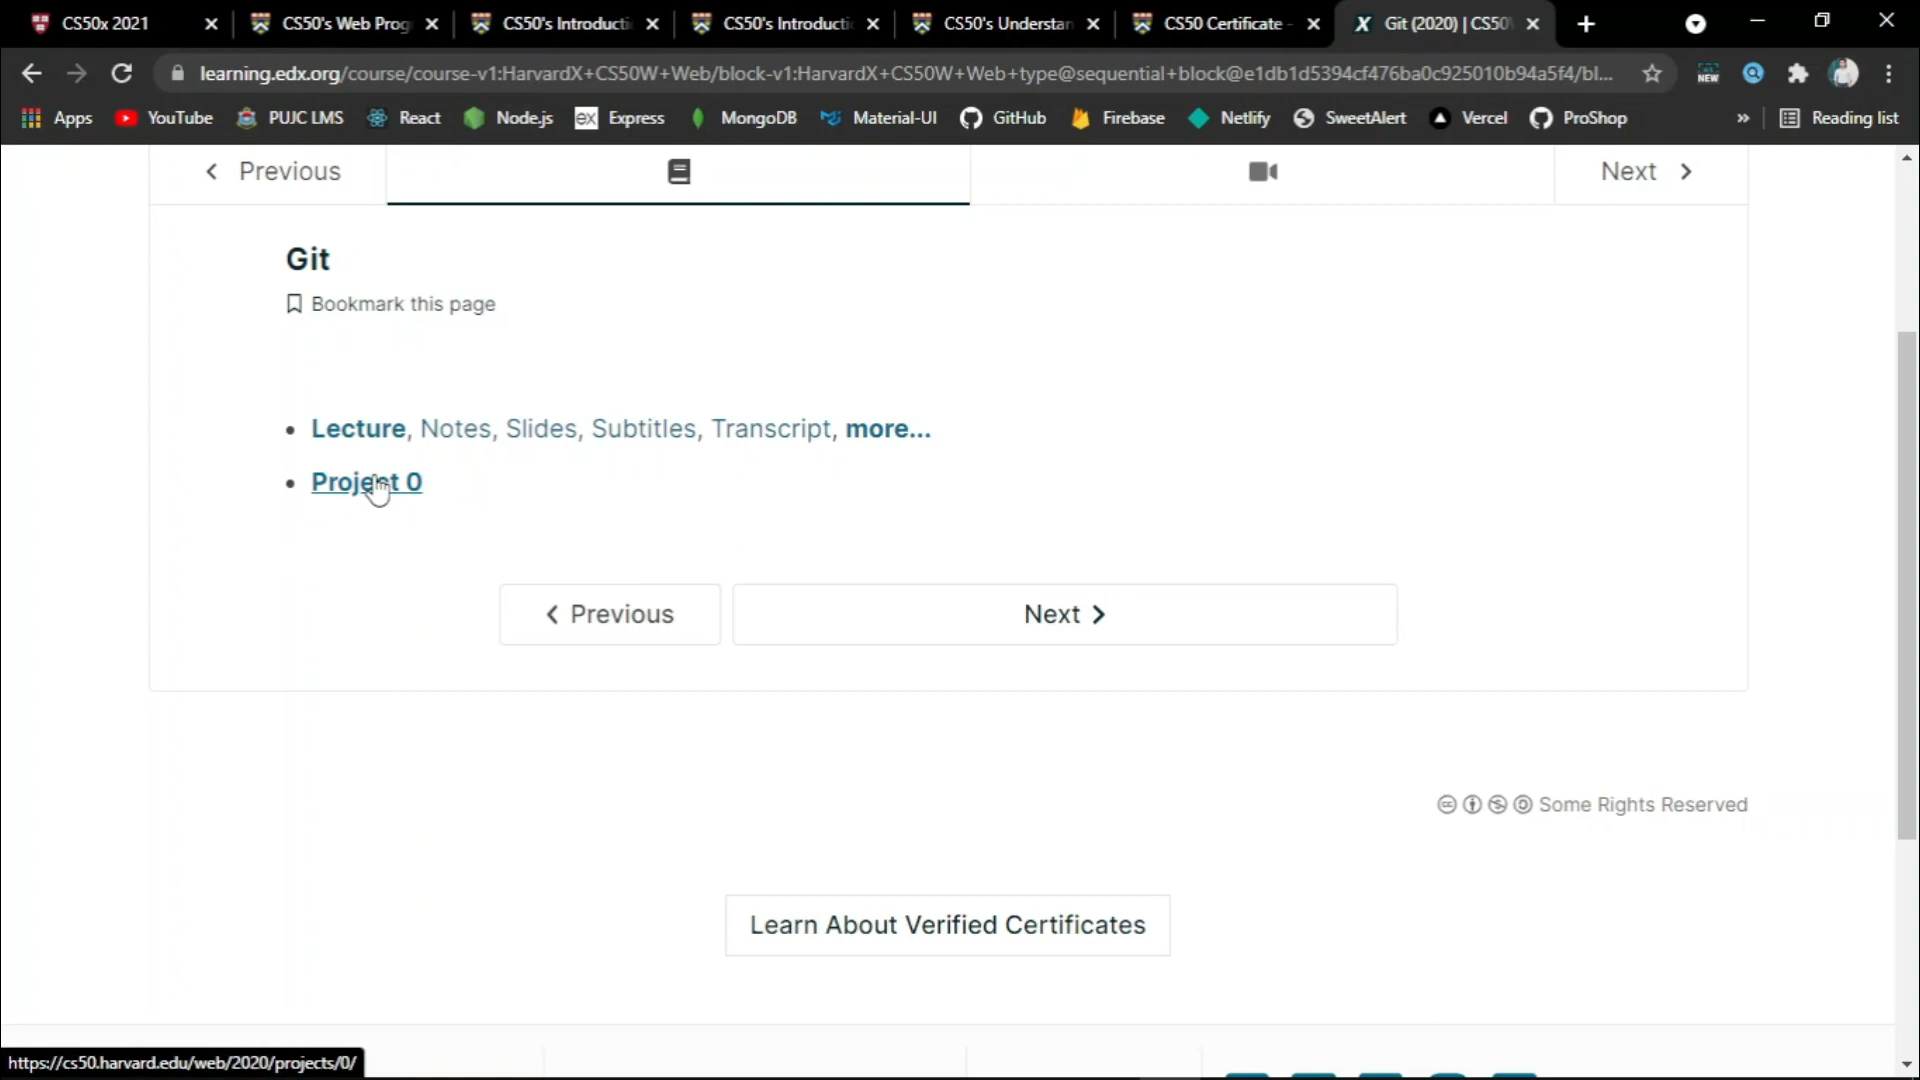 CS50x 2021 CS50's Web Prog CS50's Introducti CS50's Introducti CS50's Understan CS50 Certificate - Git (2020) | CS50
learning.edx.org/course/course-v1:HarvardX+CS50W+Web/block-v1:HarvardX+CS50W+Web+type@sequential+block@e1db1d5394cf476ba0c925010b94a5f4/bl... NEW
Apps YouTube PUJC LMS React Node.js ex Express MongoDB Material-UI GitHub Firebase Netlify SweetAlert Vercel ProShop » Reading list
Previous Next
Git
Bookmark this page
• Lecture, Notes, Slides, Subtitles, Transcript, more...
• Project 0
Previous Next
Some Rights Reserved
Learn About Verified Certificates
https://cs50.harvard.edu/web/2020/projects/0/